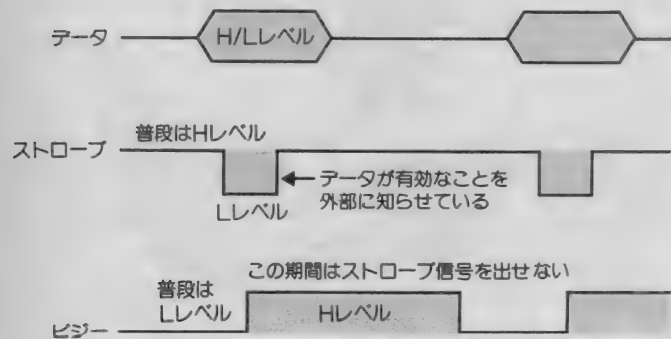 データ
H/Lレベル
普段はHレベル
ストローブ
データが有効なことを
外部に知らせている
Lレベル
この期間はストローブ信号を出せない
普段は
Lレベル
Hレベル
ビジー